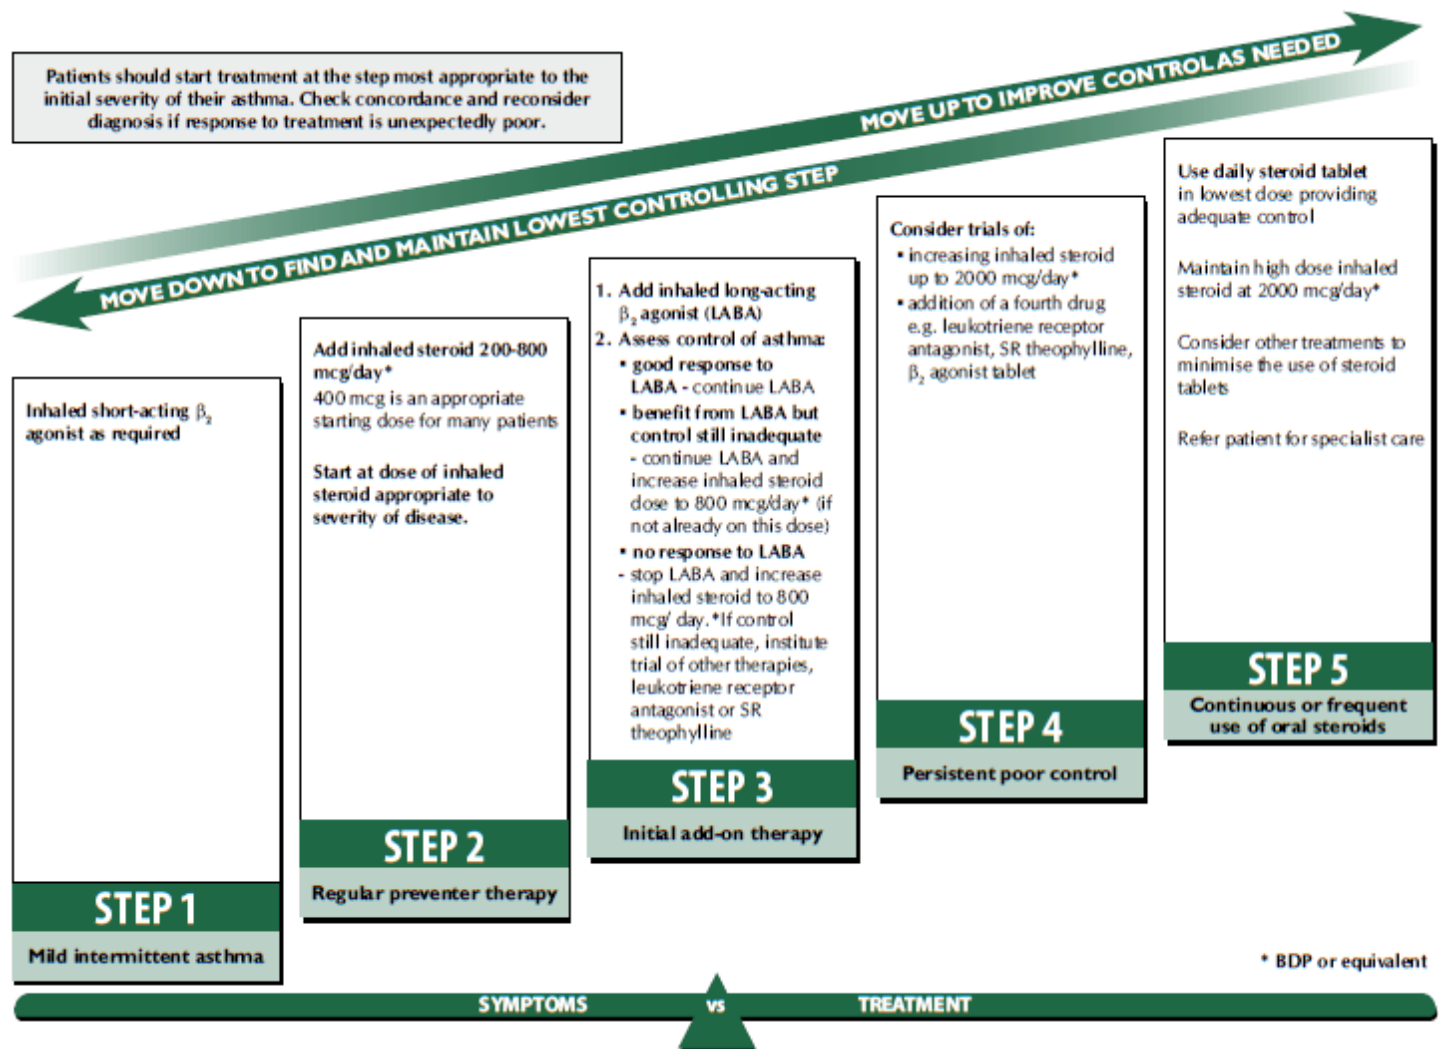 Patients should start treatment at the step most appropriate to the
initial severity of their asthma. Check concordance and reconsider
diagnosis if response to treatment is unexpectedly poor.
MOVE UP TO IMPROVE CONTROL AS NEEDED
MOVE DOWN TO FIND AND MAINTAIN LOWEST CONTROLLING STEP
Inhaled short-acting β₂
agonist as required
STEP 1
Mild intermittent asthma
Add inhaled steroid 200-800
mcg/day*
400 mcg is an appropriate
starting dose for many patients
Start at dose of inhaled
steroid appropriate to
severity of disease.
STEP 2
Regular preventer therapy
1. Add inhaled long-acting
β₂ agonist (LABA)
2. Assess control of asthma:
▪ good response to
LABA - continue LABA
▪ benefit from LABA but
control still inadequate
- continue LABA and
increase inhaled steroid
dose to 800 mcg/day* (if
not already on this dose)
▪ no response to LABA
- stop LABA and increase
inhaled steroid to 800
mcg/ day.*If control
still inadequate, institute
trial of other therapies,
leukotriene receptor
antagonist or SR
theophylline
STEP 3
Initial add-on therapy
Consider trials of:
▪ increasing inhaled steroid
up to 2000 mcg/day*
▪ addition of a fourth drug
e.g. leukotriene receptor
antagonist, SR theophylline,
β₂ agonist tablet
STEP 4
Persistent poor control
Use daily steroid tablet
in lowest dose providing
adequate control
Maintain high dose inhaled
steroid at 2000 mcg/day*
Consider other treatments to
minimise the use of steroid
tablets
Refer patient for specialist care
STEP 5
Continuous or frequent
use of oral steroids
* BDP or equivalent
SYMPTOMS vs TREATMENT